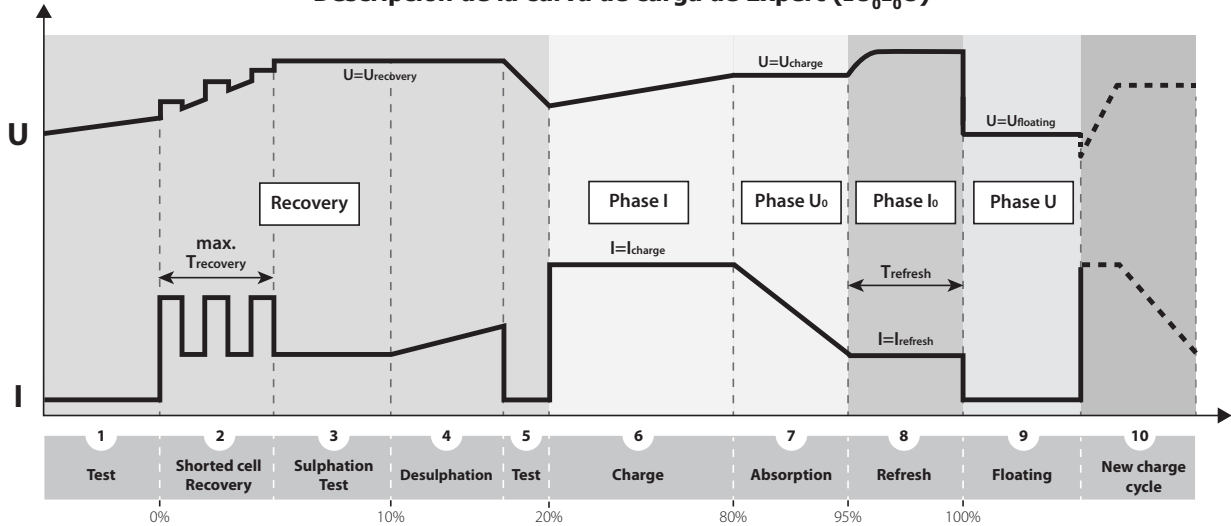 Descripción de la curva de carga de Expert (IU₀I₀U)
U
U=Urecovery
U=Ucharge
U=Ufloating
Recovery
Phase I
Phase U₀
Phase I₀
Phase U
max.
Trecovery
I=Icharge
Trefresh
I=Irefresh
I
1
2
3
4
5
6
7
8
9
10
Test
Shorted cell
Recovery
Sulphation
Test
Desulphation
Test
Charge
Absorption
Refresh
Floating
New charge
cycle
0%
10%
20%
80%
95%
100%